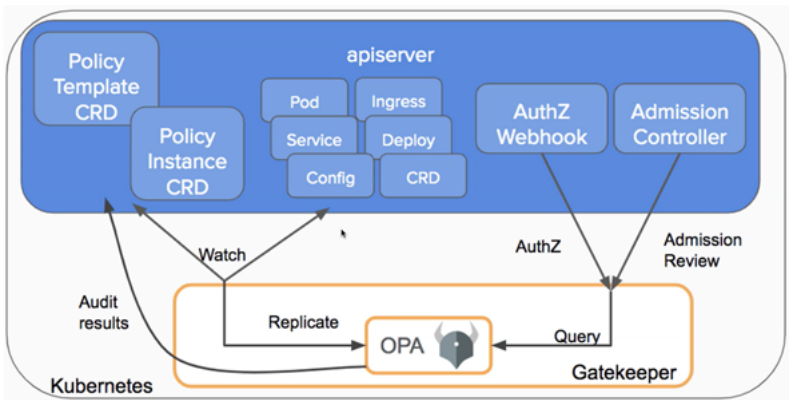 apiserver
Policy
Template
CRD
Policy
Instance
CRD
Pod
Ingress
Service
Deploy
Config
CRD
AuthZ
Webhook
Admission
Controller
Watch
AuthZ
Admission
Review
Audit
results
Replicate
OPA
Query
Gatekeeper
Kubernetes